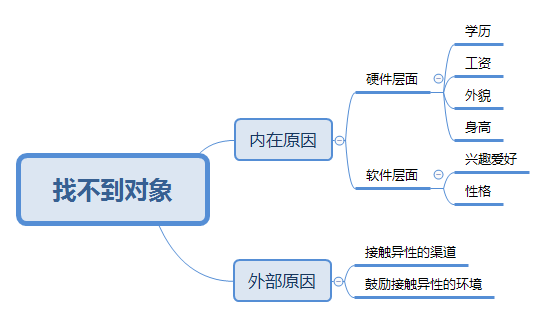 找不到对象
内在原因
硬件层面
学历
工资
外貌
身高
软件层面
兴趣爱好
性格
外部原因
接触异性的渠道
鼓励接触异性的环境